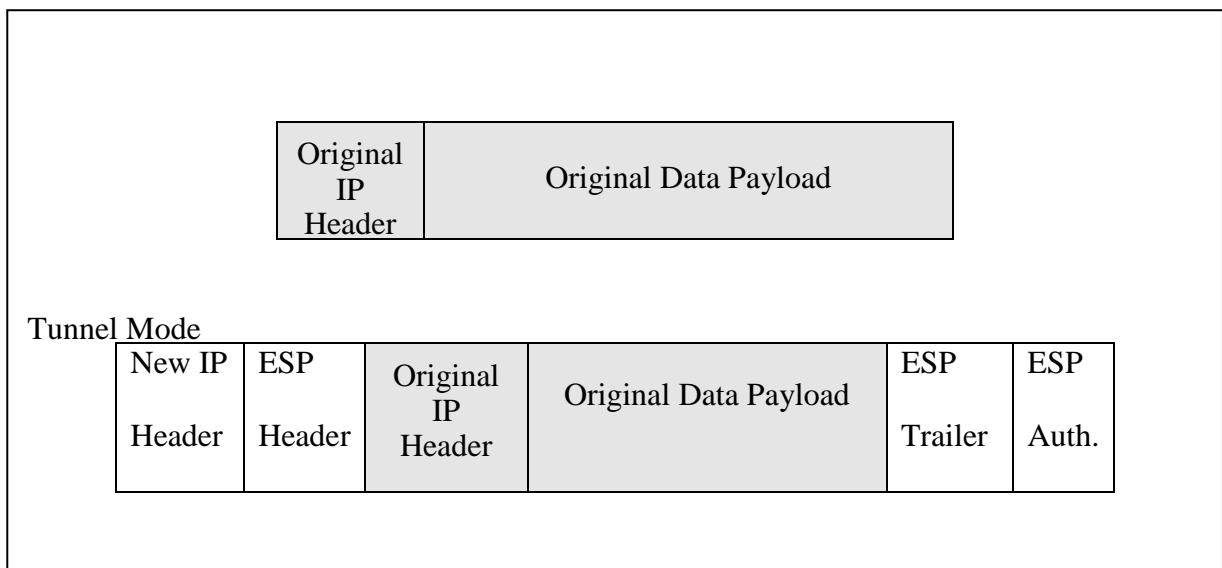 Original
IP
Header
Original Data Payload
Tunnel Mode
New IP
Header
ESP
Header
Original
IP
Header
Original Data Payload
ESP
Trailer
ESP
Auth.